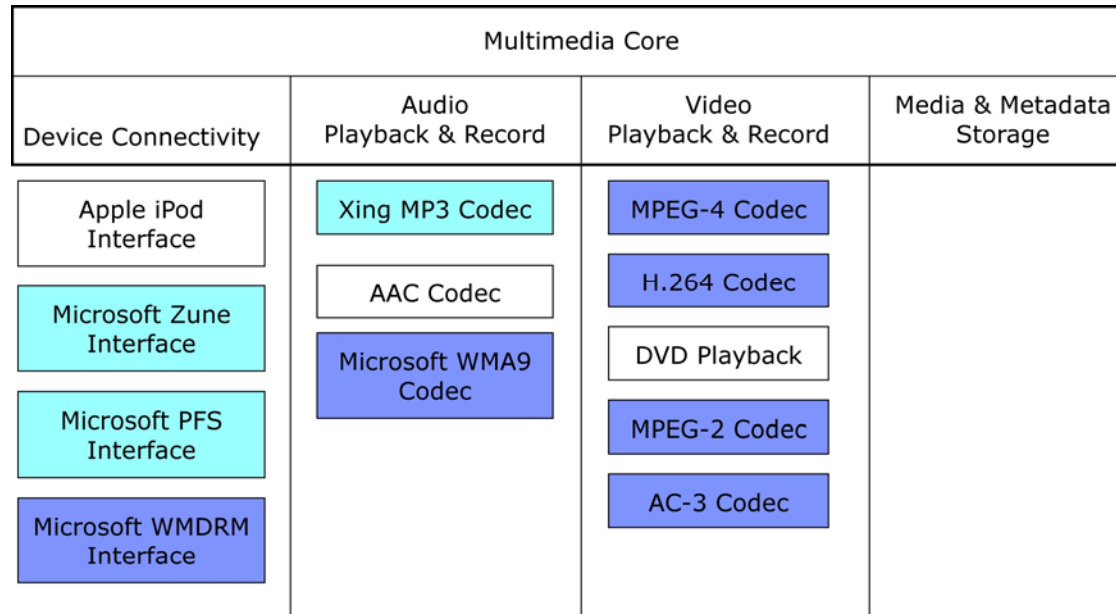 Multimedia Core
Device Connectivity
Audio
Playback & Record
Video
Playback & Record
Media & Metadata
Storage
Apple iPod
Interface
Microsoft Zune
Interface
Microsoft PFS
Interface
Microsoft WMDRM
Interface
Xing MP3 Codec
AAC Codec
Microsoft WMA9
Codec
MPEG-4 Codec
H.264 Codec
DVD Playback
MPEG-2 Codec
AC-3 Codec